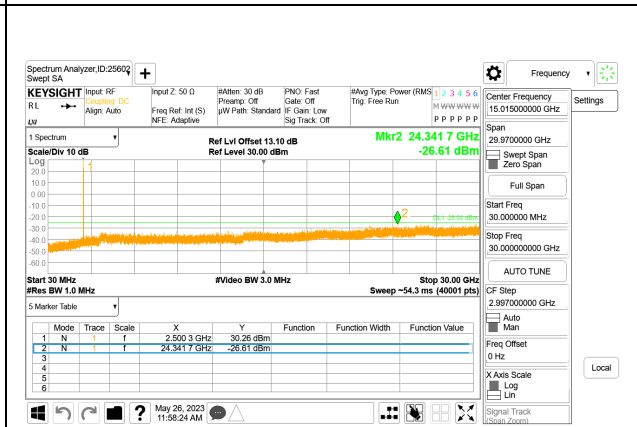 Spectrum Analyzer,ID:25602
Swept SA
+
Frequency
KEYSIGHT
Input: RF
Coupling: DC
Align: Auto
Input Z: 50 Ω
Freq Ref: Int (S)
NFE: Adaptive
#Atten: 30 dB
Preamp: Off
µW Path: Standard
PNO: Fast
Gate: Off
IF Gain: Low
Sig Track: Off
#Avg Type: Power (RMS
Trig: Free Run
1 2 3 4 5 6
M W W W W W
P P P P P P
RL
LXI
Center Frequency
15.015000000 GHz
Settings
1 Spectrum
Scale/Div 10 dB
Ref Lvl Offset 13.10 dB
Ref Level 30.00 dBm
Mkr2 24.341 7 GHz
-26.61 dBm
Span
29.9700000 GHz
Swept Span
Zero Span
Log
20.0
10.0
0.00
-10.0
-20.0
-30.0
-40.0
-50.0
-60.0
1
2
DL1 -25.00 dBm
Full Span
Start Freq
30.000000 MHz
Stop Freq
30.000000000 GHz
AUTO TUNE
Start 30 MHz
#Res BW 1.0 MHz
#Video BW 3.0 MHz
Stop 30.00 GHz
Sweep ~54.3 ms (40001 pts)
CF Step
2.997000000 GHz
Auto
Man
5 Marker Table
Mode Trace Scale X Y Function Function Width Function Value
1 N 1 f 2.500 3 GHz 30.26 dBm
2 N 1 f 24.341 7 GHz -26.61 dBm
3
4
5
6
Freq Offset
0 Hz
X Axis Scale
Log
Lin
Local
Signal Track
(Span Zoom)
?
May 26, 2023
11:58:24 AM